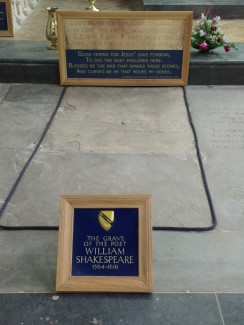 GOOD FRIEND FOR JESUS' SAKE FORBEAR,
TO DIG THE DUST ENCLOSED HERE.
BLESSED BE THE MAN THAT SPARES THESE STONES,
AND CURSED BE HE THAT MOVES MY BONES.
THE GRAVE
OF THE POET
WILLIAM
SHAKESPEARE
1564-1616